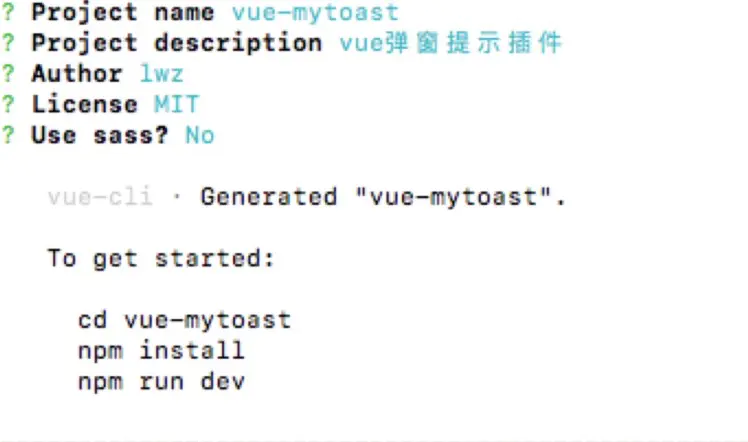 ? Project name vue-mytoast
? Project description vue弹窗提示插件
? Author lwz
? License MIT
? Use sass? No
vue-cli · Generated "vue-mytoast".
To get started:
cd vue-mytoast
npm install
npm run dev